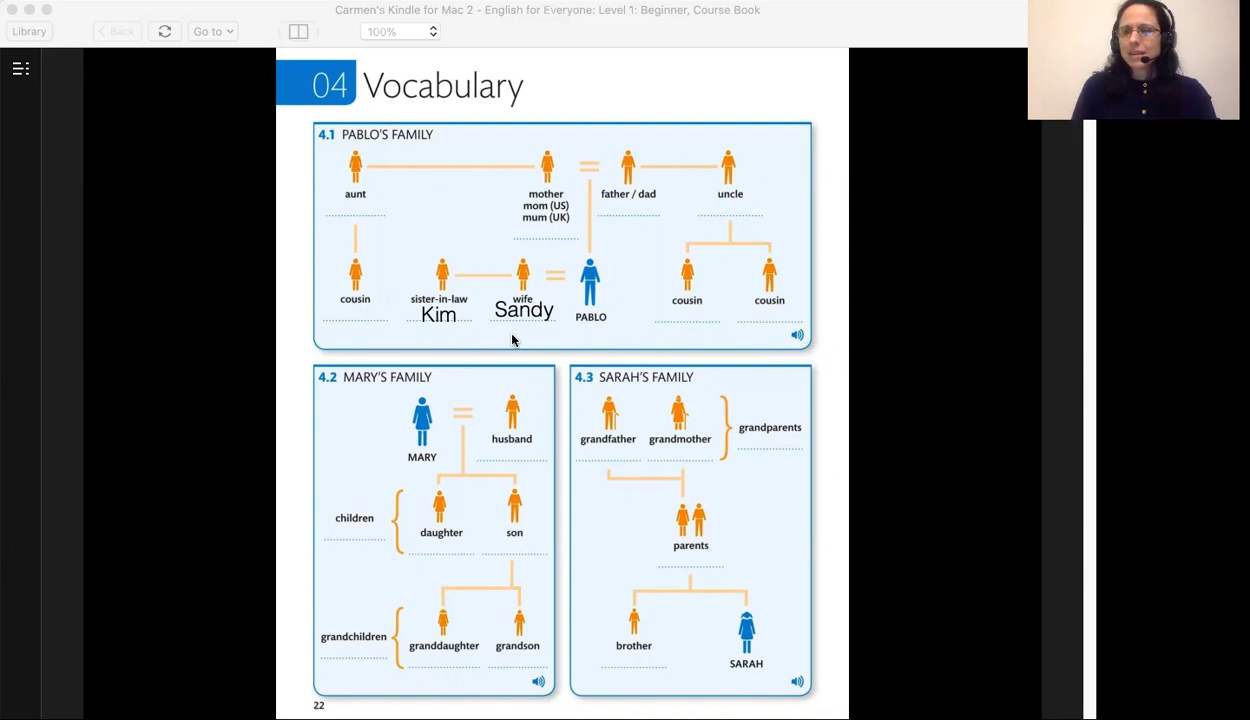 Carmen's Kindle for Mac 2 - English for Everyone: Level 1: Beginner, Course Book
Library
Back
Go to
100%
04 Vocabulary
4.1 PABLO'S FAMILY
aunt
mother
mom (US)
mum (UK)
father / dad
uncle
cousin
sister-in-law
Kim
wife
Sandy
PABLO
cousin
cousin
4.2 MARY'S FAMILY
MARY
husband
children
daughter
son
grandchildren
granddaughter
grandson
4.3 SARAH'S FAMILY
grandfather
grandmother
grandparents
parents
brother
SARAH
22